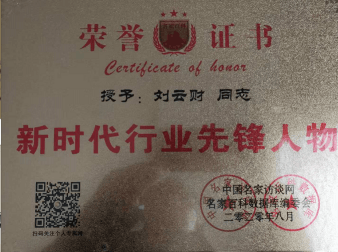 荣誉证书
Certificate of honor
授予：刘云财 同志
新时代行业先锋人物
中国名家访谈网
名家百科数据库编委会
二零二零年八月